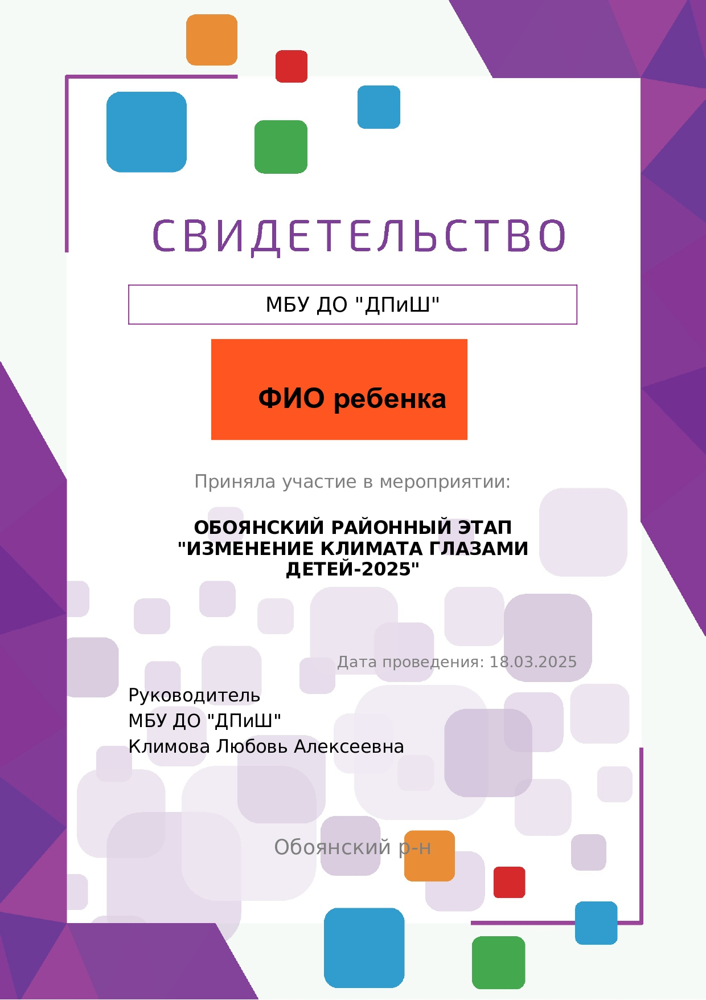 СВИДЕТЕЛЬСТВО
МБУ ДО "ДПиШ"
ФИО ребенка
Приняла участие в мероприятии:
ОБОЯНСКИЙ РАЙОННЫЙ ЭТАП
"ИЗМЕНЕНИЕ КЛИМАТА ГЛАЗАМИ
ДЕТЕЙ-2025"
Дата проведения: 18.03.2025
Руководитель
МБУ ДО "ДПиШ"
Климова Любовь Алексеевна
Обоянский р-н